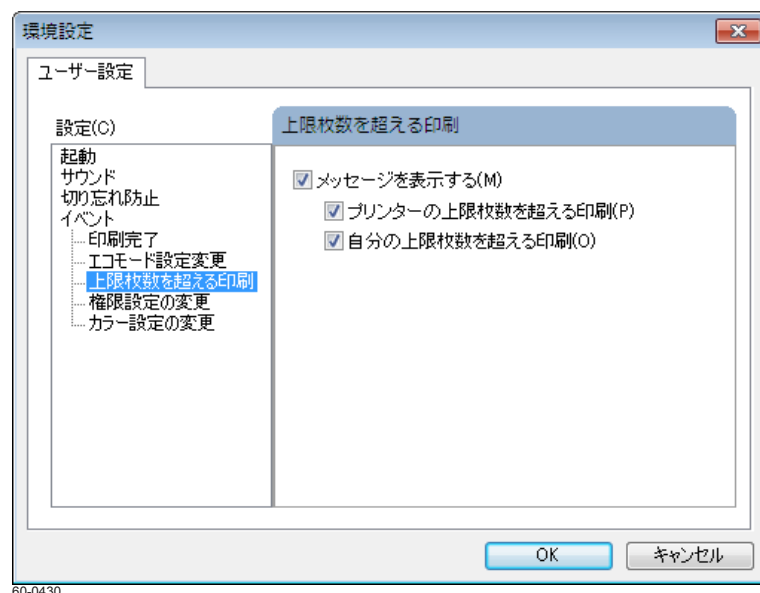 環境設定
ユーザー設定
設定(C)
起動
サウンド
切り忘れ防止
イベント
印刷完了
エコモード設定変更
上限枚数を超える印刷
権限設定の変更
カラー設定の変更
上限枚数を超える印刷
メッセージを表示する(M)
プリンターの上限枚数を超える印刷(P)
自分の上限枚数を超える印刷(O)
OK
キャンセル
60-0430